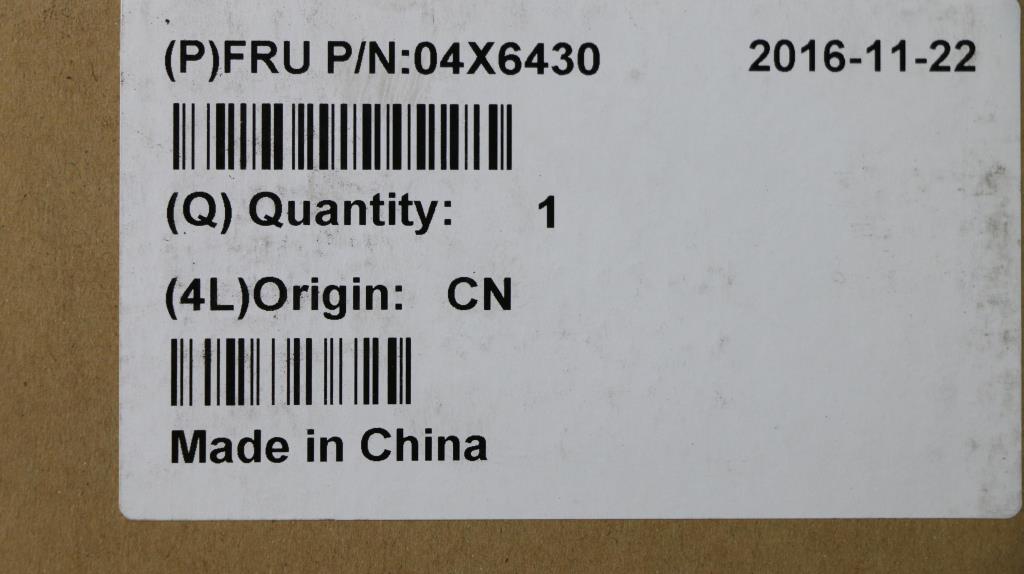 (P)FRU P/N:04X6430 2016-11-22
(Q) Quantity: 1
(4L)Origin: CN
Made in China